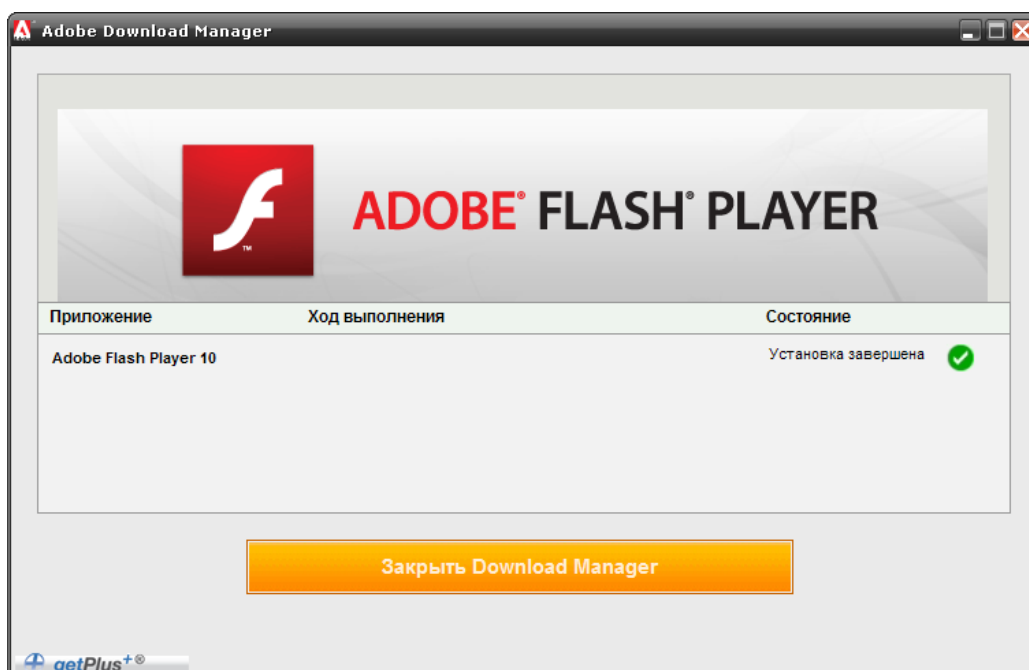 Adobe Download Manager
ADOBE® FLASH® PLAYER
TM
Приложение Ход выполнения Состояние
Adobe Flash Player 10 Установка завершена
Закрыть Download Manager
getPlus+®